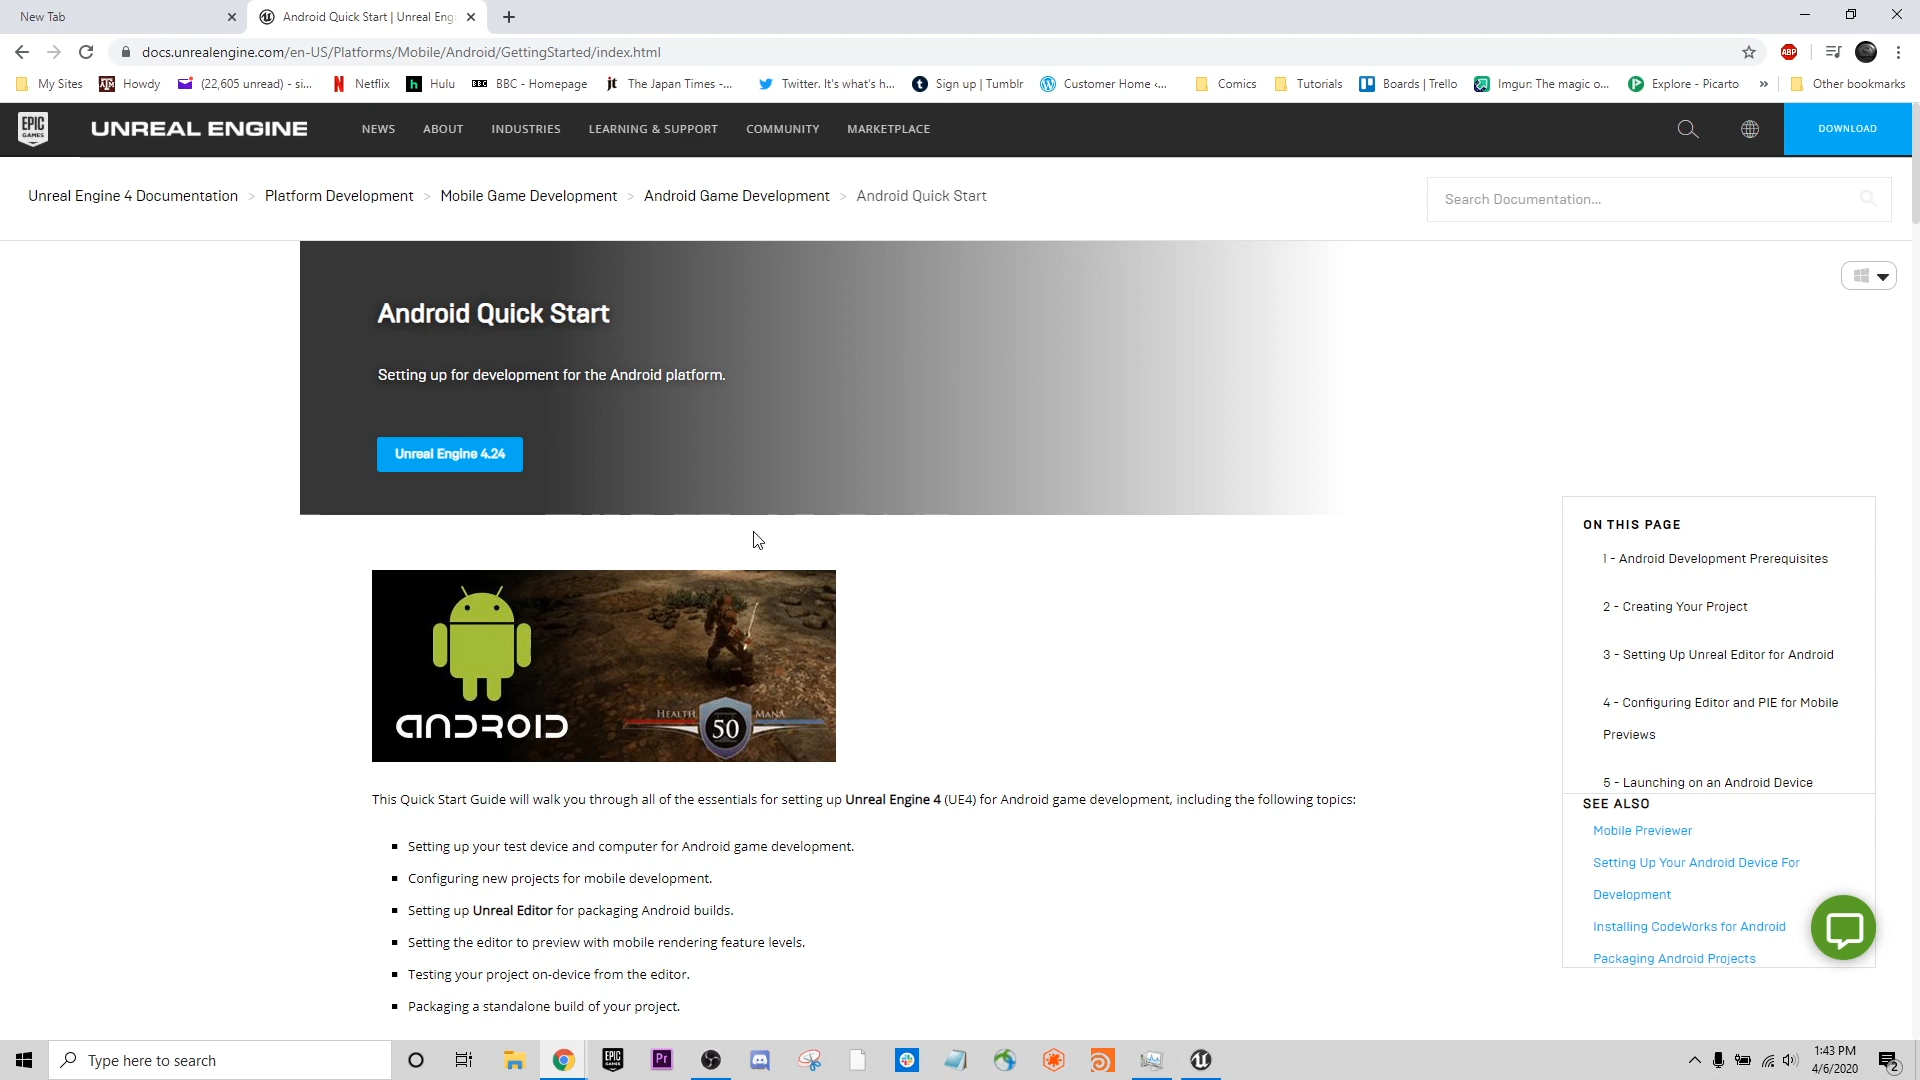 New Tab
Android Quick Start | Unreal Eng
docs.unrealengine.com/en-US/Platforms/Mobile/Android/GettingStarted/index.html
ABP
My Sites
Howdy
(22,605 unread) - si...
Netflix
Hulu
BBC - Homepage
The Japan Times -...
Twitter. It's what's h...
Sign up | Tumblr
Customer Home ‹...
Comics
Tutorials
Boards | Trello
Imgur: The magic o...
Explore - Picarto
»
Other bookmarks
EPIC GAMES
UNREAL ENGINE
NEWS
ABOUT
INDUSTRIES
LEARNING & SUPPORT
COMMUNITY
MARKETPLACE
DOWNLOAD
Unreal Engine 4 Documentation > Platform Development > Mobile Game Development > Android Game Development > Android Quick Start
Search Documentation...
Android Quick Start
Setting up for development for the Android platform.
Unreal Engine 4.24
ANDROID
HEALTH
MANA
50
This Quick Start Guide will walk you through all of the essentials for setting up Unreal Engine 4 (UE4) for Android game development, including the following topics:
Setting up your test device and computer for Android game development.
Configuring new projects for mobile development.
Setting up Unreal Editor for packaging Android builds.
Setting the editor to preview with mobile rendering feature levels.
Testing your project on-device from the editor.
Packaging a standalone build of your project.
ON THIS PAGE
1 - Android Development Prerequisites
2 - Creating Your Project
3 - Setting Up Unreal Editor for Android
4 - Configuring Editor and PIE for Mobile
Previews
5 - Launching on an Android Device
SEE ALSO
Mobile Previewer
Setting Up Your Android Device For
Development
Installing CodeWorks for Android
Packaging Android Projects
Type here to search
EPIC GAMES
Pr
1:43 PM
4/6/2020
2